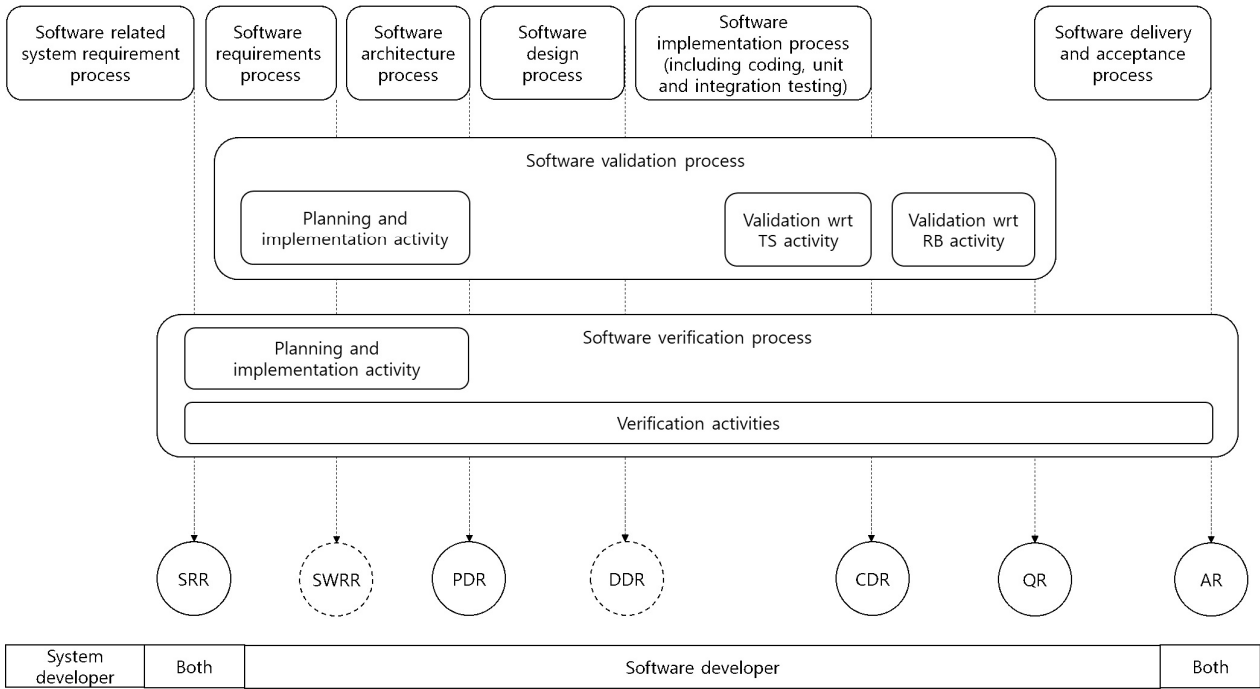 Software related
system requirement
process
Software
requirements
process
Software
architecture
process
Software
design
process
Software
implementation process
(including coding, unit
and integration testing)
Software delivery
and acceptance
process
Software validation process
Planning and
implementation activity
Validation wrt
TS activity
Validation wrt
RB activity
Software verification process
Planning and
implementation activity
Verification activities
SRR
SWRR
PDR
DDR
CDR
QR
AR
System
developer
Both
Software developer
Both